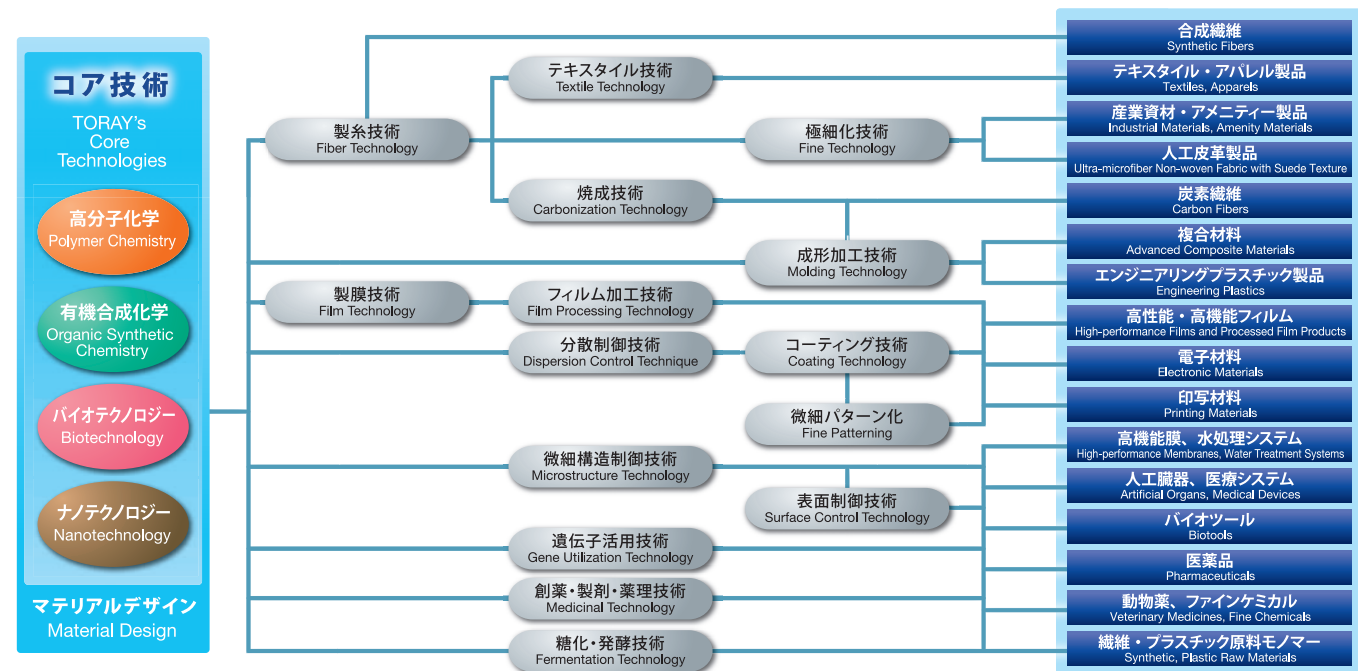 コア技術
TORAY's
Core
Technologies
高分子化学
Polymer Chemistry
有機合成化学
Organic Synthetic
Chemistry
バイオテクノロジー
Biotechnology
ナノテクノロジー
Nanotechnology
マテリアルデザイン
Material Design
製糸技術
Fiber Technology
製膜技術
Film Technology
テキスタイル技術
Textile Technology
焼成技術
Carbonization Technology
フィルム加工技術
Film Processing Technology
分散制御技術
Dispersion Control Technique
微細構造制御技術
Microstructure Technology
遺伝子活用技術
Gene Utilization Technology
創薬・製剤・薬理技術
Medicinal Technology
糖化・発酵技術
Fermentation Technology
極細化技術
Fine Technology
成形加工技術
Molding Technology
コーティング技術
Coating Technology
微細パターン化
Fine Patterning
表面制御技術
Surface Control Technology
合成繊維
Synthetic Fibers
テキスタイル・アパレル製品
Textiles, Apparels
産業資材・アメニティー製品
Industrial Materials, Amenity Materials
人工皮革製品
Ultra-microfiber Non-woven Fabric with Suede Texture
炭素繊維
Carbon Fibers
複合材料
Advanced Composite Materials
エンジニアリングプラスチック製品
Engineering Plastics
高性能・高機能フィルム
High-performance Films and Processed Film Products
電子材料
Electronic Materials
印写材料
Printing Materials
高機能膜、水処理システム
High-performance Membranes, Water Treatment Systems
人工臓器、医療システム
Artificial Organs, Medical Devices
バイオツール
Biotools
医薬品
Pharmaceuticals
動物薬、ファインケミカル
Veterinary Medicines, Fine Chemicals
繊維・プラスチック原料モノマー
Synthetic, Plastic Raw Materials